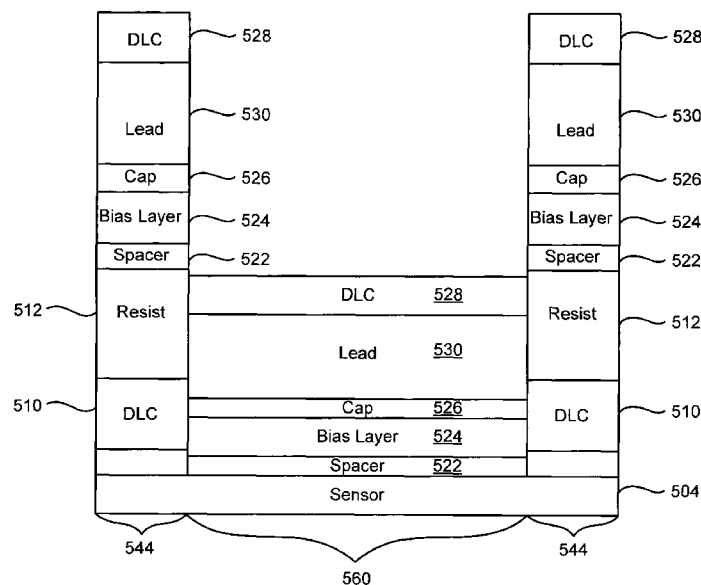 DLC 528 DLC 528
Lead 530 Lead 530
Cap 526 Cap 526
Bias Layer 524 Bias Layer 524
Spacer 522 Spacer 522
512 Resist DLC 528 Resist 512
Lead 530
510 DLC Cap 526 DLC 510
Bias Layer 524
Spacer 522
Sensor 504
544 560 544